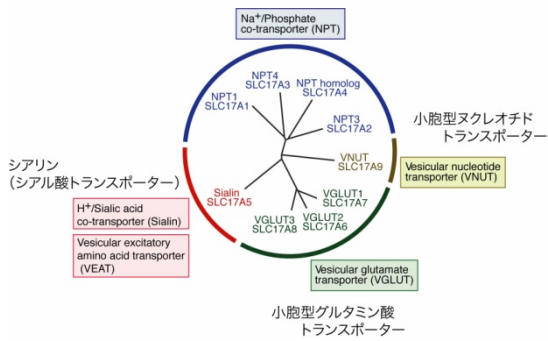 Na⁺/Phosphate
co-transporter (NPT)
NPT4
SLC17A3
NPT homolog
SLC17A4
NPT1
SLC17A1
NPT3
SLC17A2
小胞型ヌクレオチド
トランスポーター
VNUT
SLC17A9
Vesicular nucleotide
transporter (VNUT)
シアリン
（シアル酸トランスポーター）
Sialin
SLC17A5
H⁺/Sialic acid
co-transporter (Sialin)
Vesicular excitatory
amino acid transporter
(VEAT)
VGLUT1
SLC17A7
VGLUT2
SLC17A6
VGLUT3
SLC17A8
Vesicular glutamate
transporter (VGLUT)
小胞型グルタミン酸
トランスポーター